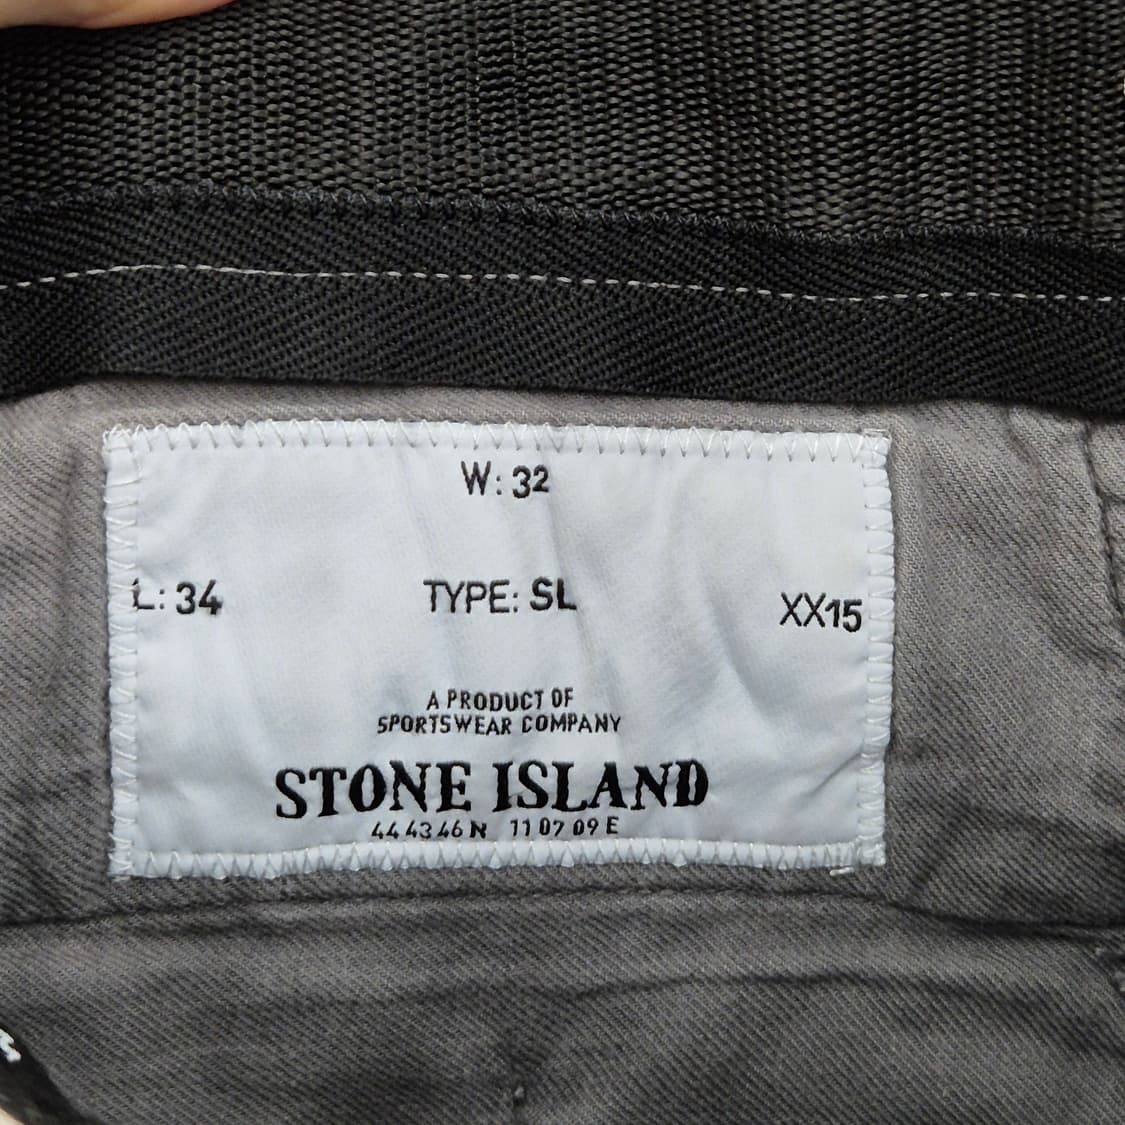 W: 32
L: 34 TYPE: SL XX15
A PRODUCT OF
SPORTSWEAR COMPANY
STONE ISLAND
44 43 46 N 11 07 09 E